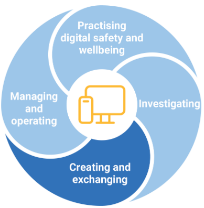 Practising
digital safety and
wellbeing
Managing
and
operating
Investigating
Creating and
exchanging